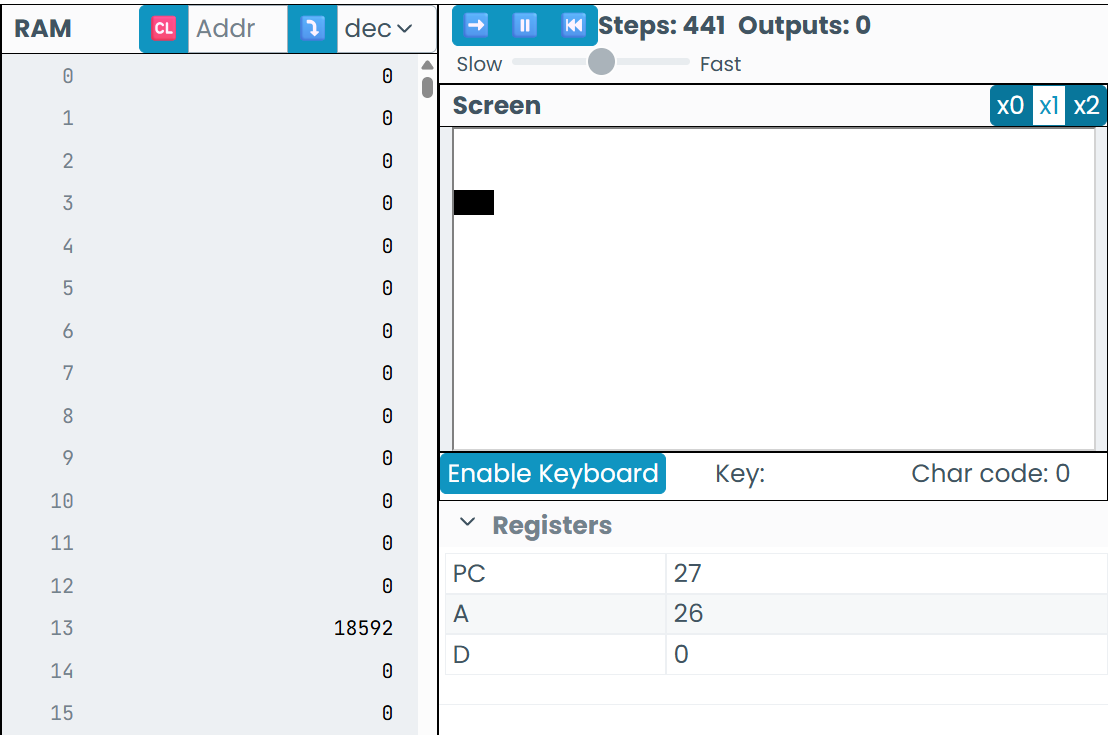 RAM CL Addr dec
0 0
1 0
2 0
3 0
4 0
5 0
6 0
7 0
8 0
9 0
10 0
11 0
12 0
13 18592
14 0
15 0
Steps: 441 Outputs: 0
Slow Fast
Screen x0 x1 x2
Enable Keyboard Key: Char code: 0
Registers
PC 27
A 26
D 0